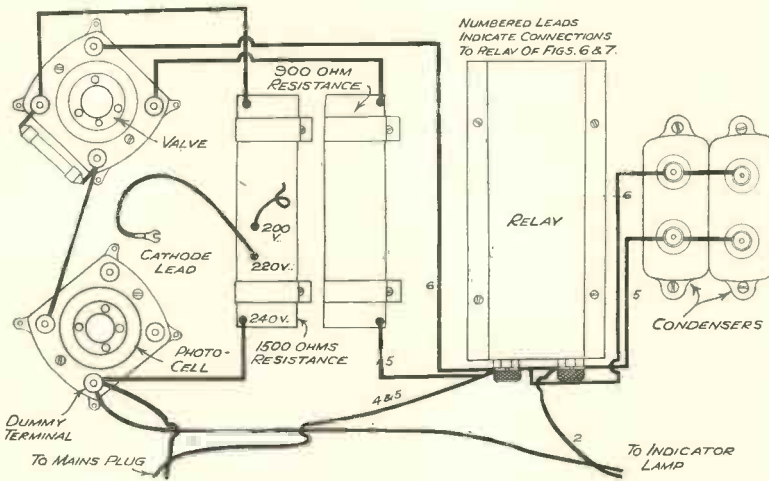 NUMBERED LEADS
INDICATE CONNECTIONS
TO RELAY OF FIGS. 6 & 7.
900 OHM
RESISTANCE
VALVE
200
V.
220V.
240V.
CATHODE
LEAD
RELAY
6
6
5
CONDENSERS
PHOTO-
CELL
1500 OHMS
RESISTANCE
5
4 & 5
DUMMY
TERMINAL
2
TO MAINS PLUG
TO INDICATOR
LAMP